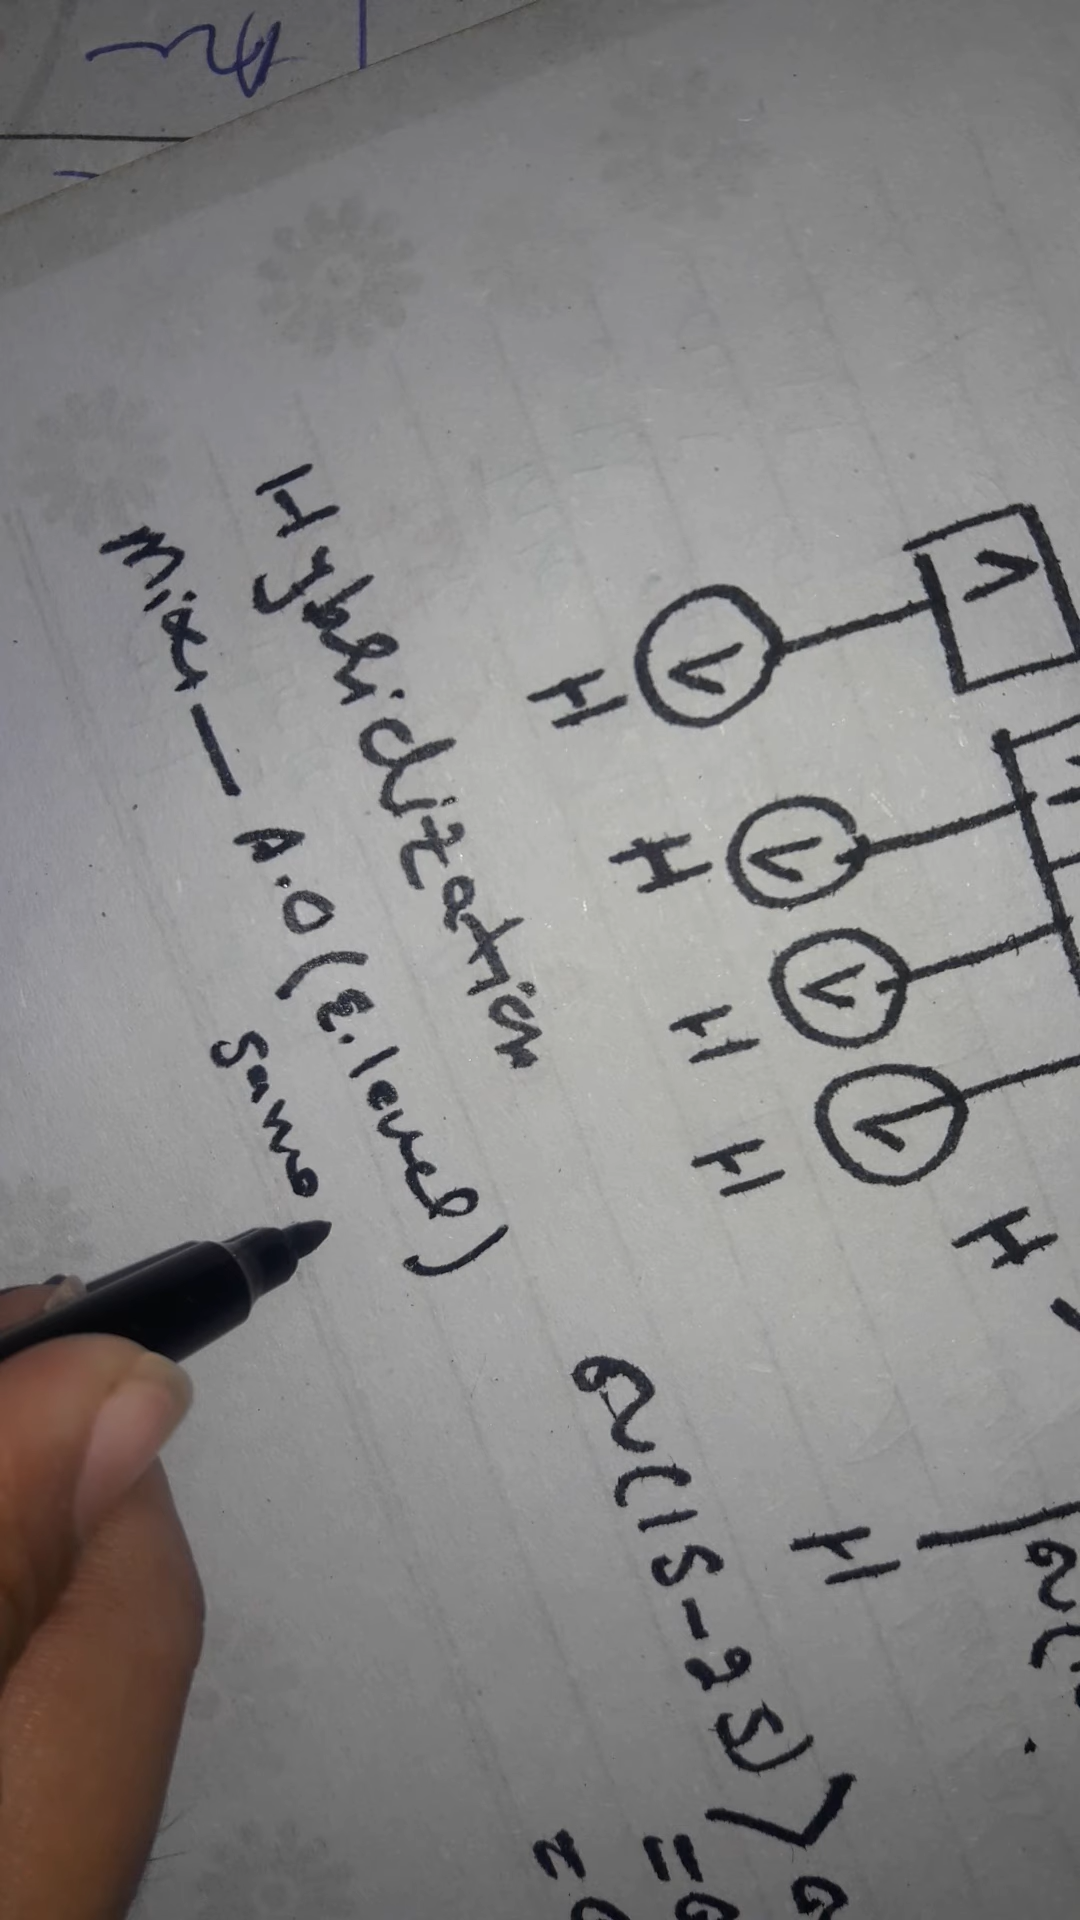 H H H H
H
H
σ(1S-2S) >
Hybridization
Mix — A.O (E. level)
Same